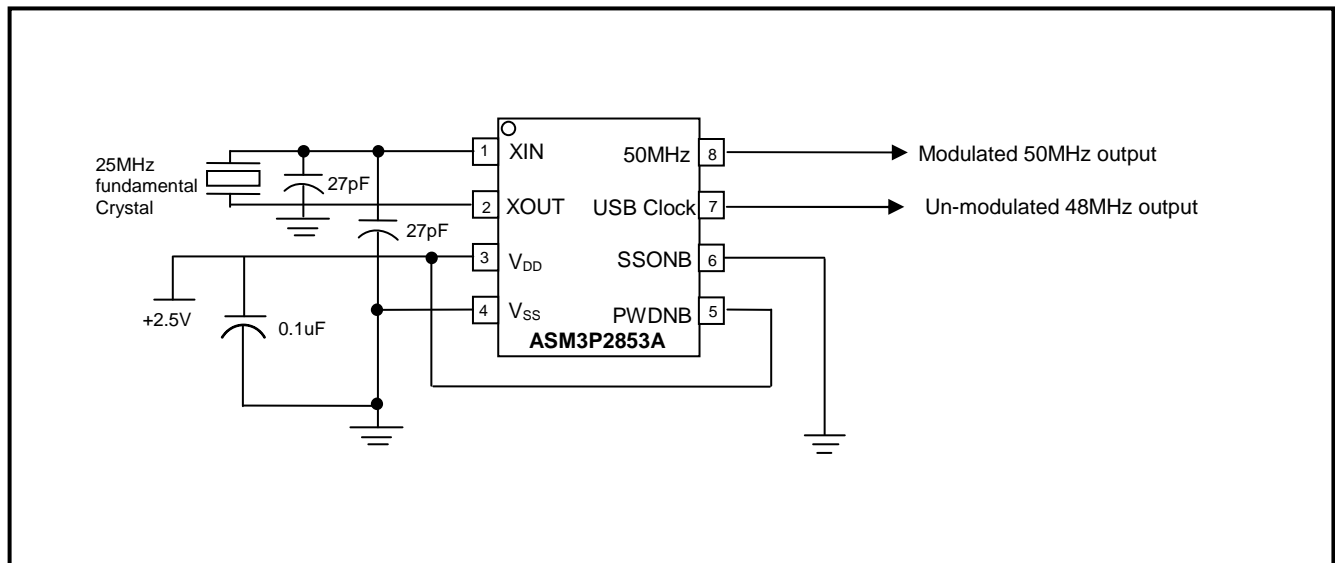 25MHz
fundamental
Crystal
27pF
27pF
+2.5V
0.1uF
1 XIN
2 XOUT
3 VDD
4 VSS
50MHz 8
USB Clock 7
SSONB 6
PWDNB 5
ASM3P2853A
Modulated 50MHz output
Un-modulated 48MHz output